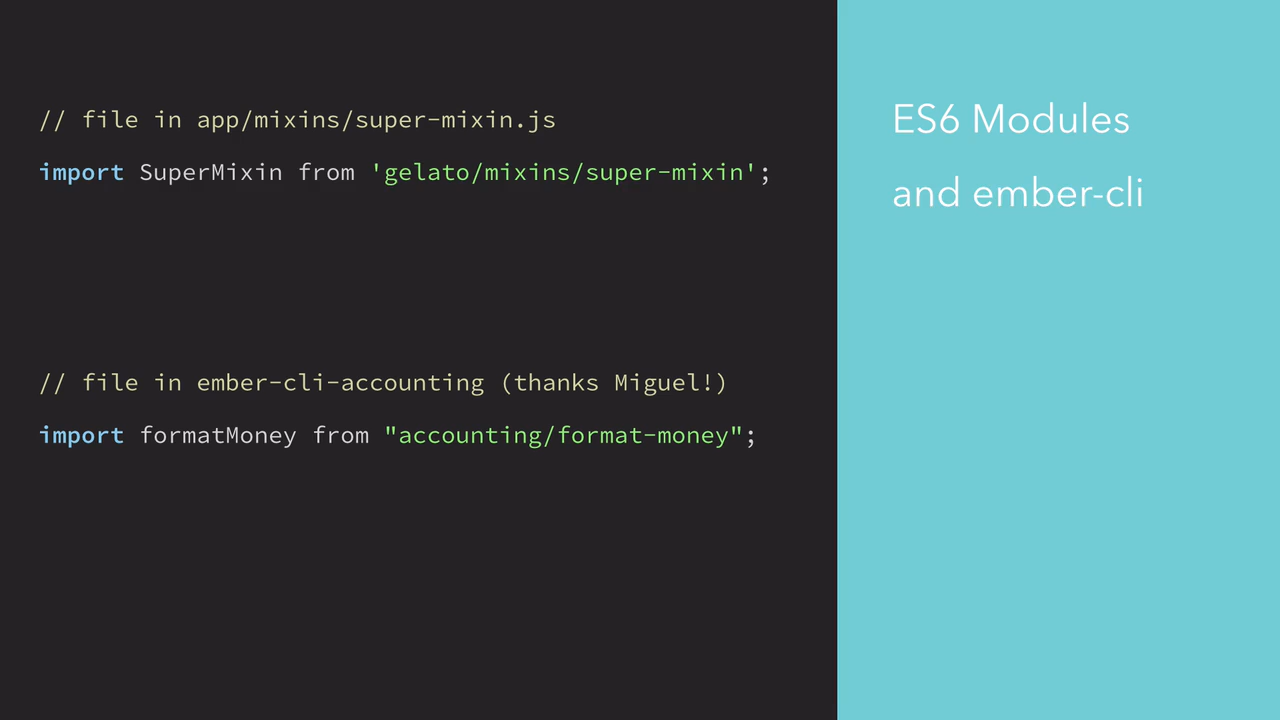 // file in app/mixins/super-mixin.js
import SuperMixin from 'gelato/mixins/super-mixin';
// file in ember-cli-accounting (thanks Miguel!)
import formatMoney from "accounting/format-money";
ES6 Modules
and ember-cli